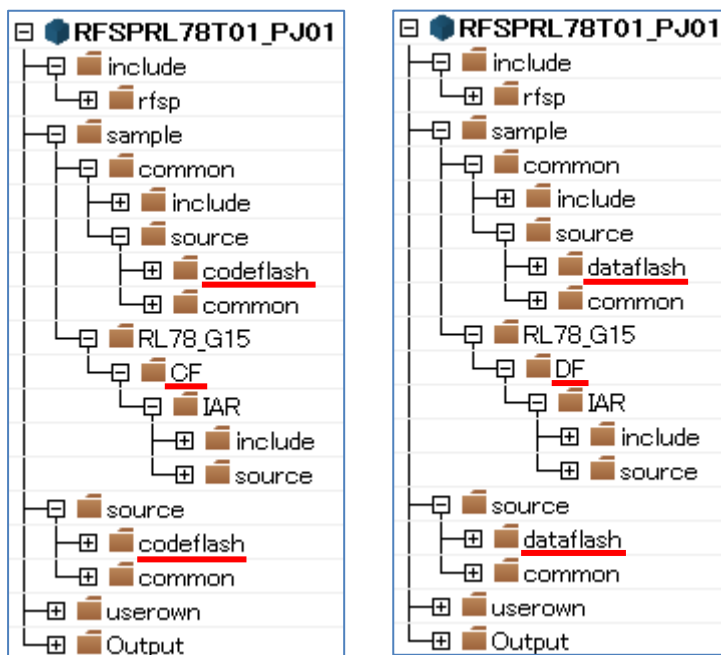 RFSPRL78T01_PJ01
include
rfsp
sample
common
include
source
codeflash
common
RL78_G15
CF
IAR
include
source
source
codeflash
common
userown
Output
RFSPRL78T01_PJ01
include
rfsp
sample
common
include
source
dataflash
common
RL78_G15
DF
IAR
include
source
source
dataflash
common
userown
Output